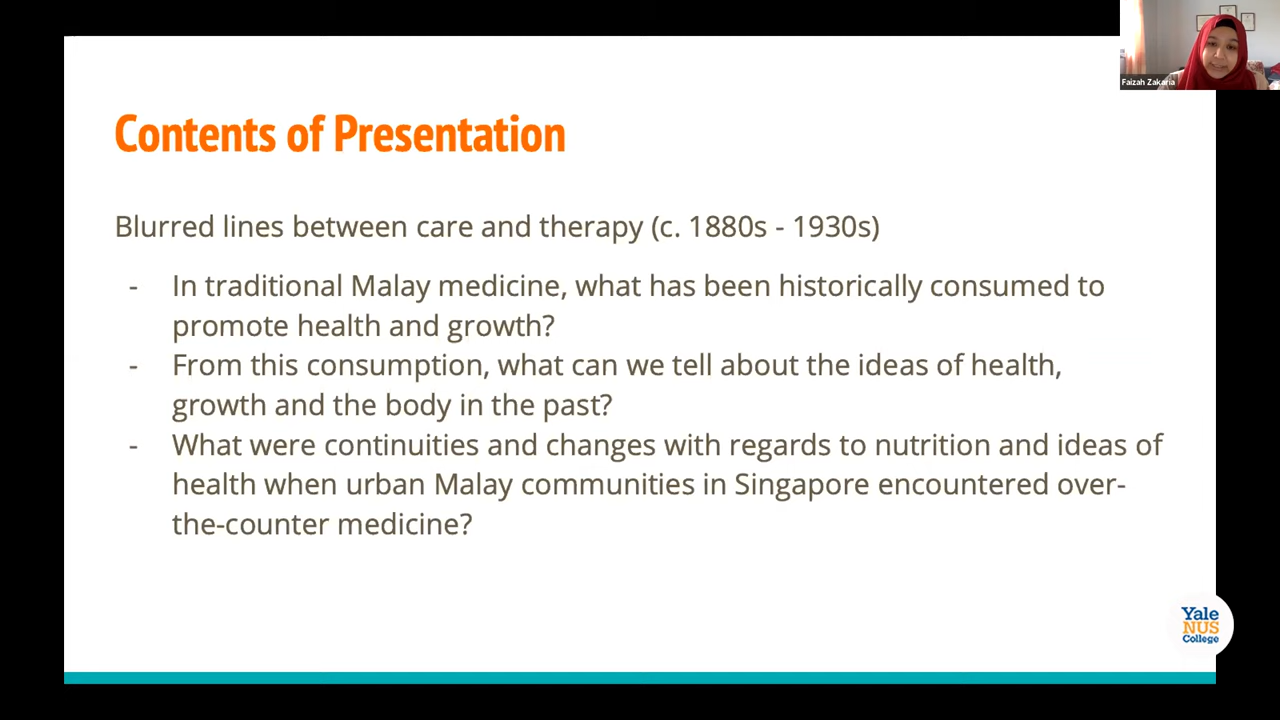 Faizah Zakaria
Contents of Presentation
Blurred lines between care and therapy (c. 1880s - 1930s)
- In traditional Malay medicine, what has been historically consumed to
promote health and growth?
- From this consumption, what can we tell about the ideas of health,
growth and the body in the past?
- What were continuities and changes with regards to nutrition and ideas of
health when urban Malay communities in Singapore encountered over-
the-counter medicine?
Yale
NUS
College